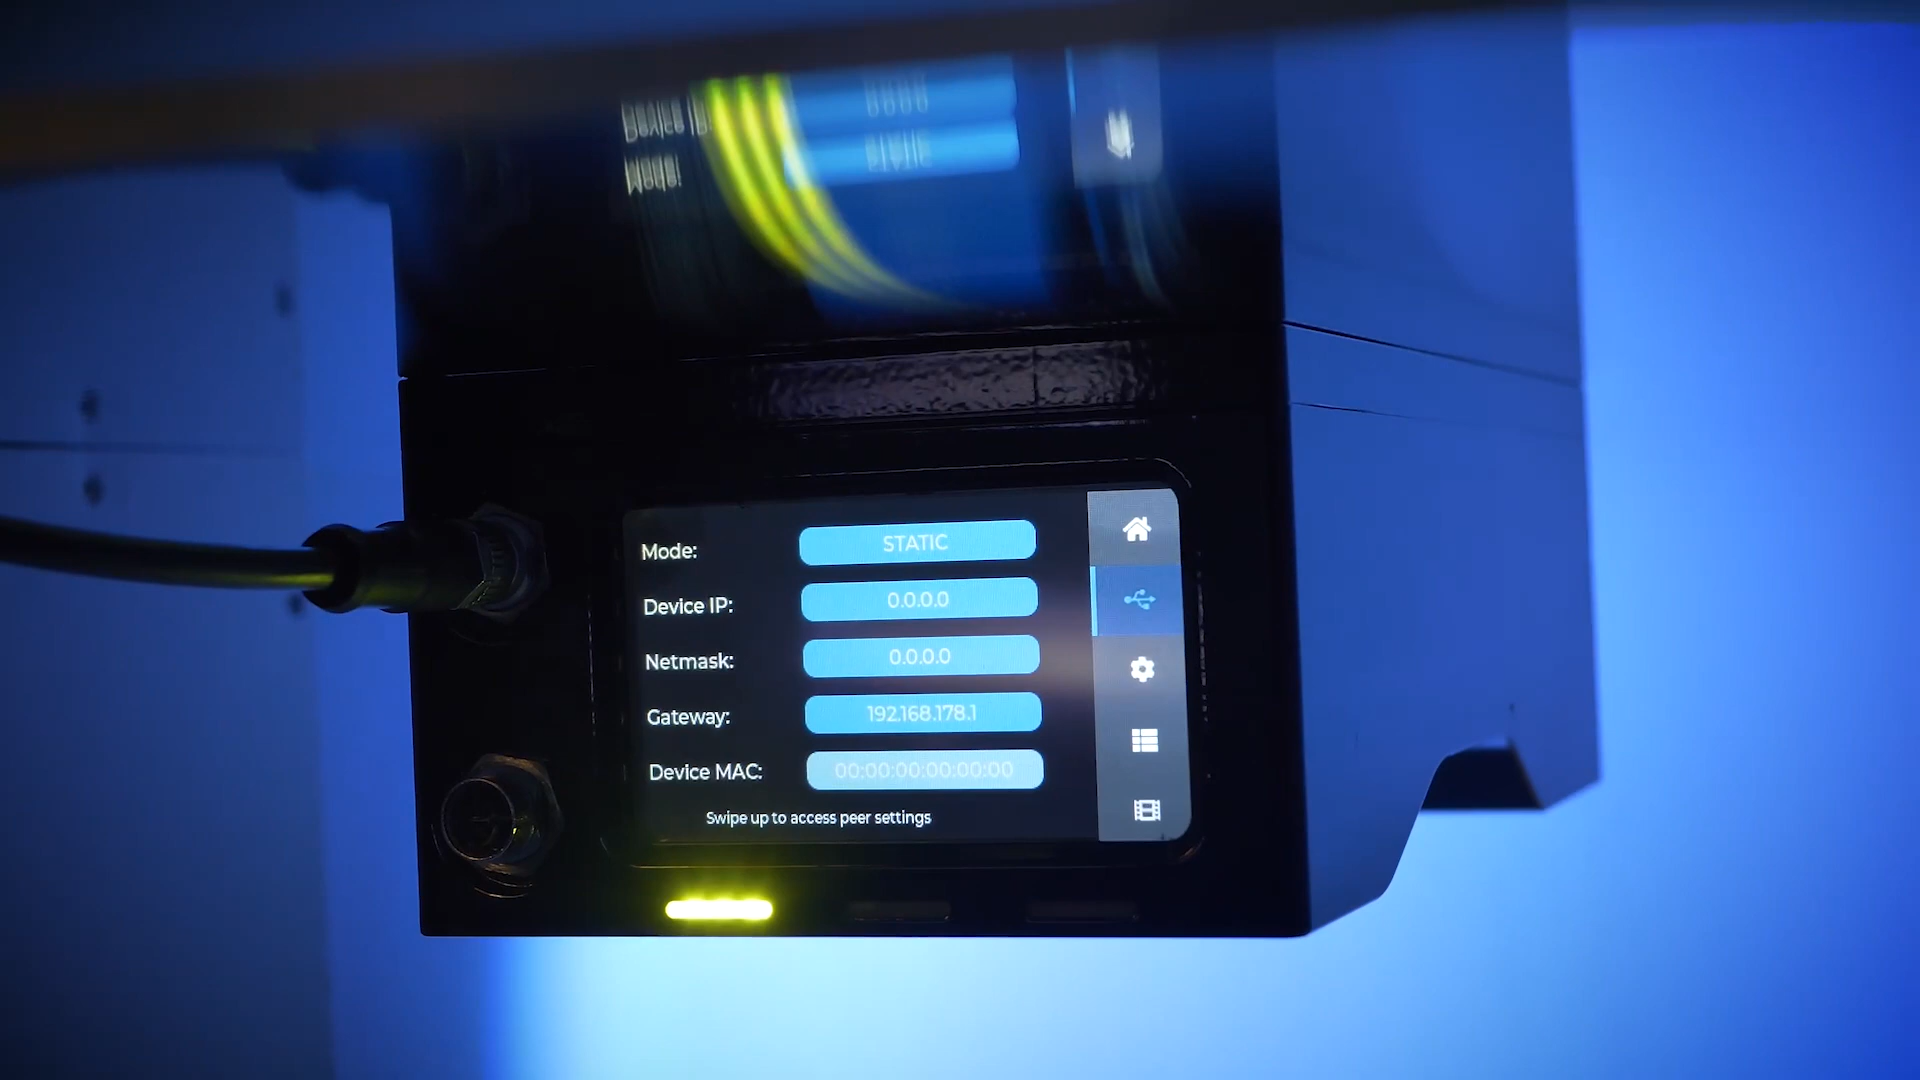 Mode: STATIC
Device IP: 0.0.0.0
Netmask: 0.0.0.0
Gateway: 192.168.178.1
Device MAC: 00:00:00:00:00:00
Swipe up to access peer settings